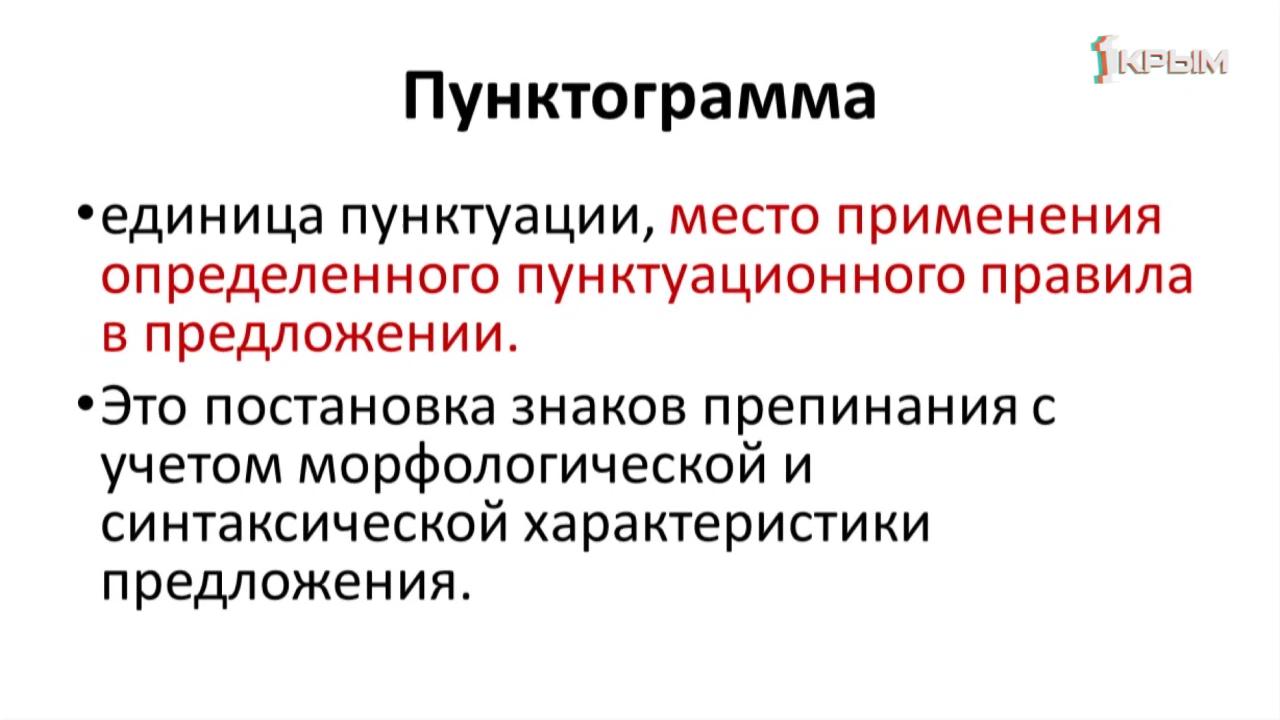 1КРЫМ
Пунктограмма
•единица пунктуации, место применения
определенного пунктуационного правила
в предложении.
•Это постановка знаков препинания с
учетом морфологической и
синтаксической характеристики
предложения.